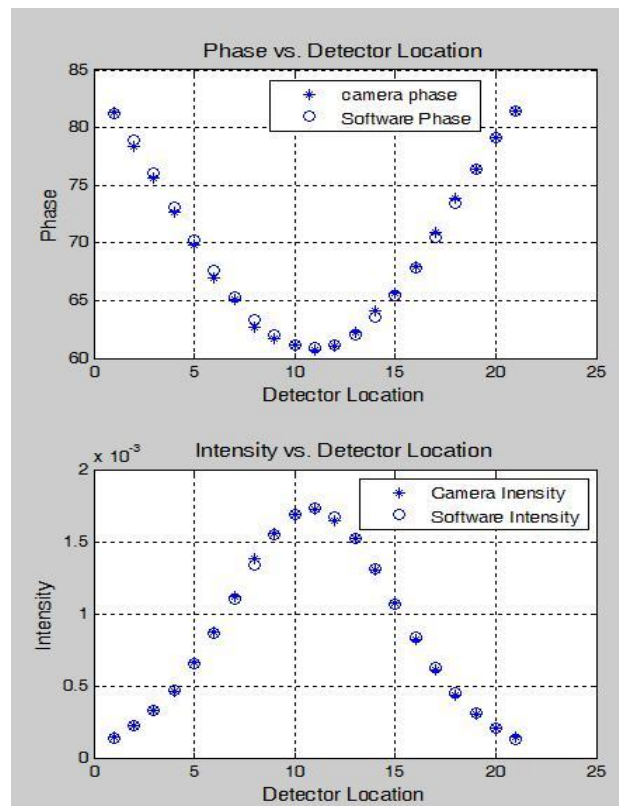 Phase vs. Detector Location
85
80
75
70
65
60
Phase
camera phase
Software Phase
0 5 10 15 20 25
Detector Location
Intensity vs. Detector Location
x 10^-3
2
1.5
1
0.5
0
Intensity
Camera Inensity
Software Intensity
0 5 10 15 20 25
Detector Location